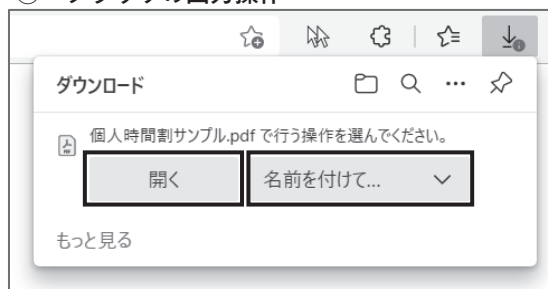 ダウンロード
個人時間割サンプル.pdf で行う操作を選んでください。
開く
名前を付けて...
もっと見る